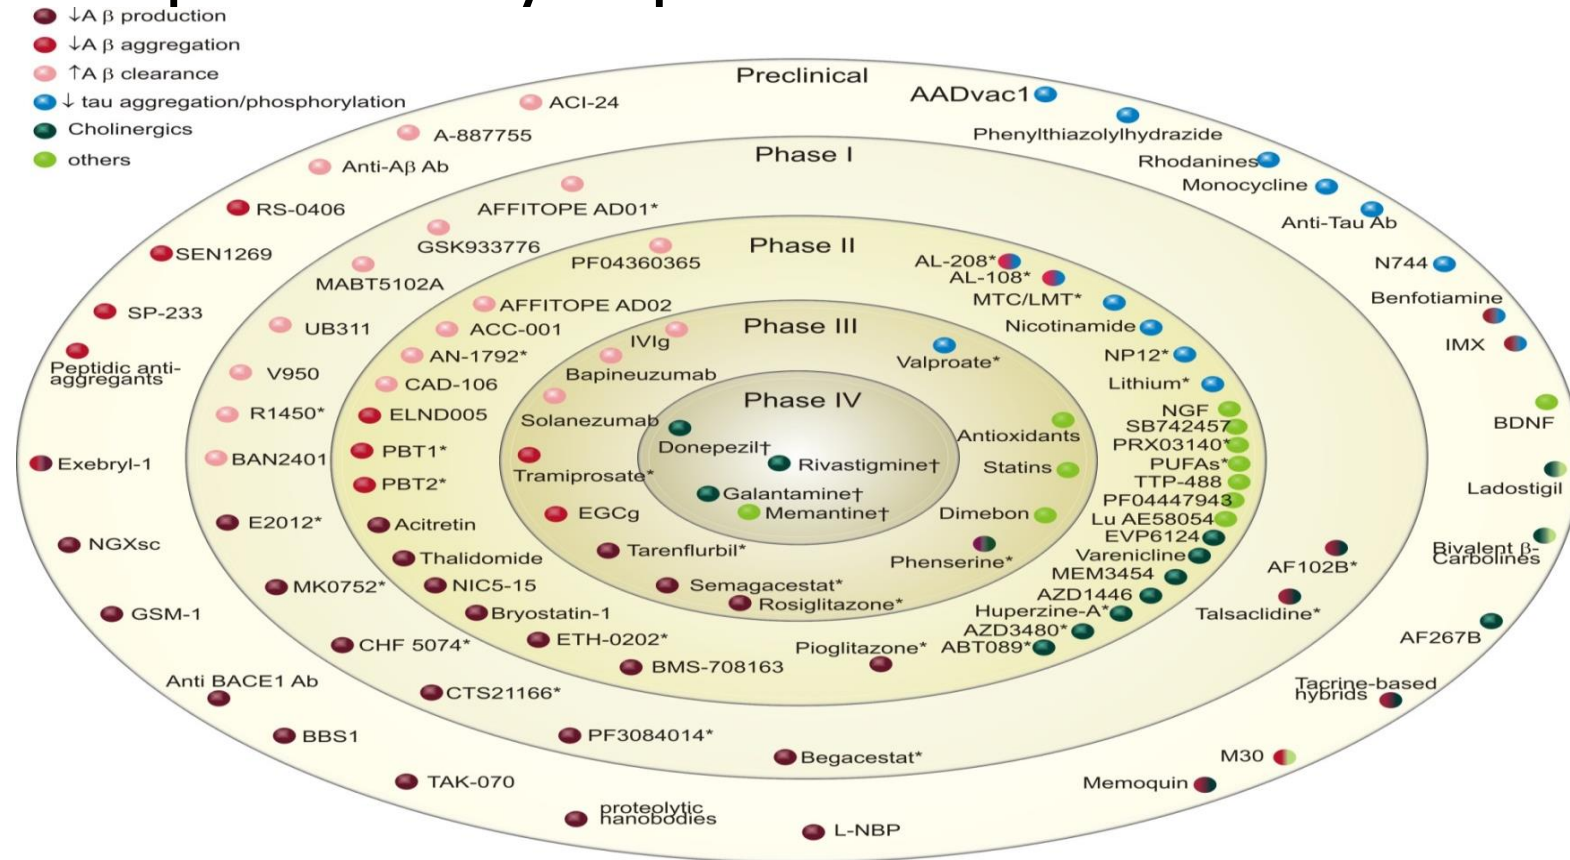 ↓A β production
↓A β aggregation
↑A β clearance
↓ tau aggregation/phosphorylation
Cholinergics
others
Preclinical
ACI-24
A-887755
Anti-Aβ Ab
RS-0406
SEN1269
SP-233
Peptidic anti-
aggregants
Exebryl-1
NGXsc
GSM-1
Anti BACE1 Ab
BBS1
TAK-070
proteolytic
nanobodies
L-NBP
Memoquin
M30
Tacrine-based
hybrids
AF267B
Bivalent β-
Carbolines
Ladostigil
BDNF
IMX
Benfotiamine
N744
Anti-Tau Ab
Monocycline
Rhodanines
Phenylthiazolylhydrazide
AADvac1
Phase I
AFFITOPE AD01*
GSK933776
MABT5102A
UB311
V950
R1450*
BAN2401
E2012*
MK0752*
CHF 5074*
CTS21166*
PF3084014*
Begacestat*
Talsaclidine*
AF102B*
Phase II
PF04360365
AFFITOPE AD02
ACC-001
AN-1792*
CAD-106
ELND005
PBT1*
PBT2*
Acitretin
Thalidomide
NIC5-15
Bryostatin-1
ETH-0202*
BMS-708163
Pioglitazone*
ABT089*
AZD3480*
Huperzine-A*
AZD1446
MEM3454
Varenicline
EVP6124
Lu AE58054
PF04447943
TTP-488
PUFAs*
PRX03140*
SB742457
NGF
Lithium*
NP12*
Nicotinamide
MTC/LMT*
AL-108*
AL-208*
Phase III
IVIg
Bapineuzumab
Solanezumab
Tramiprosate*
EGCg
Tarenflurbil*
Semagacestat*
Rosiglitazone*
Phenserine*
Dimebon
Statins
Antioxidants
Valproate*
Phase IV
Donepezil†
Rivastigmine†
Galantamine†
Memantine†